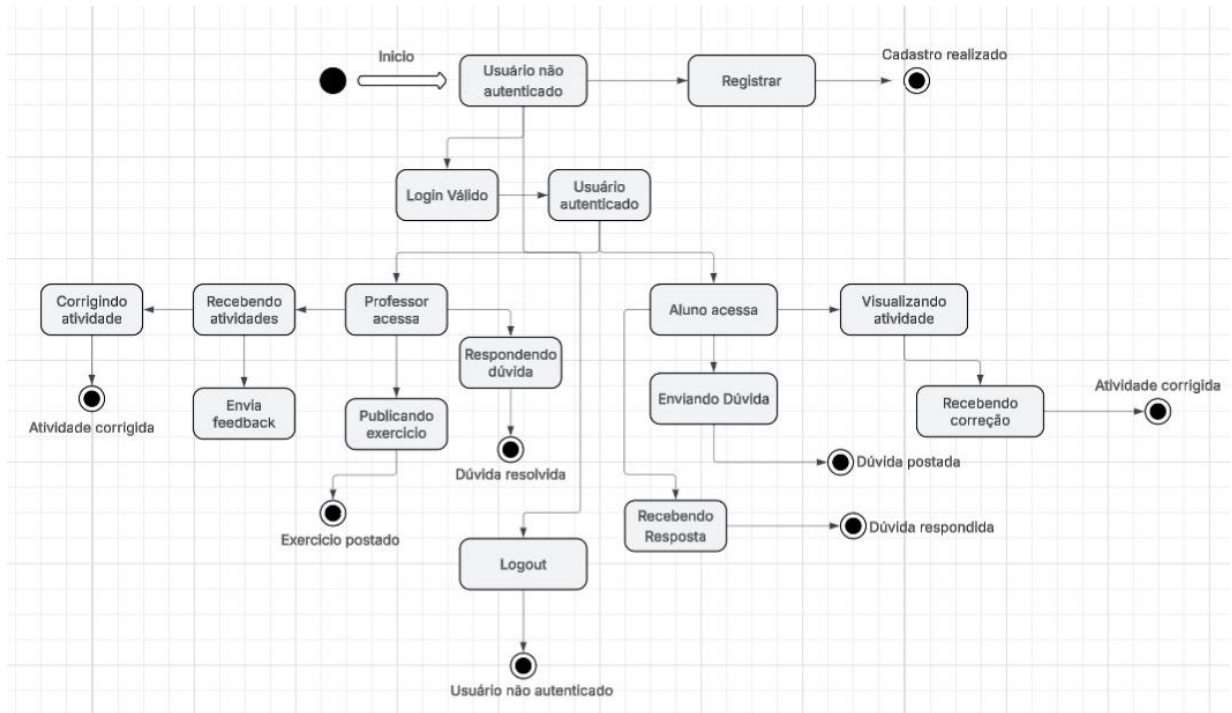 Inicio
Usuário não
autenticado
Registrar
Cadastro realizado
Login Válido
Usuário
autenticado
Corrigindo
atividade
Recebendo
atividades
Professor
acessa
Aluno acessa
Visualizando
atividade
Respondendo
dúvida
Envia
feedback
Publicando
exercicio
Enviando Dúvida
Recebendo
correção
Atividade corrigida
Atividade corrigida
Dúvida resolvida
Dúvida postada
Exercicio postado
Recebendo
Resposta
Dúvida respondida
Logout
Usuário não autenticado